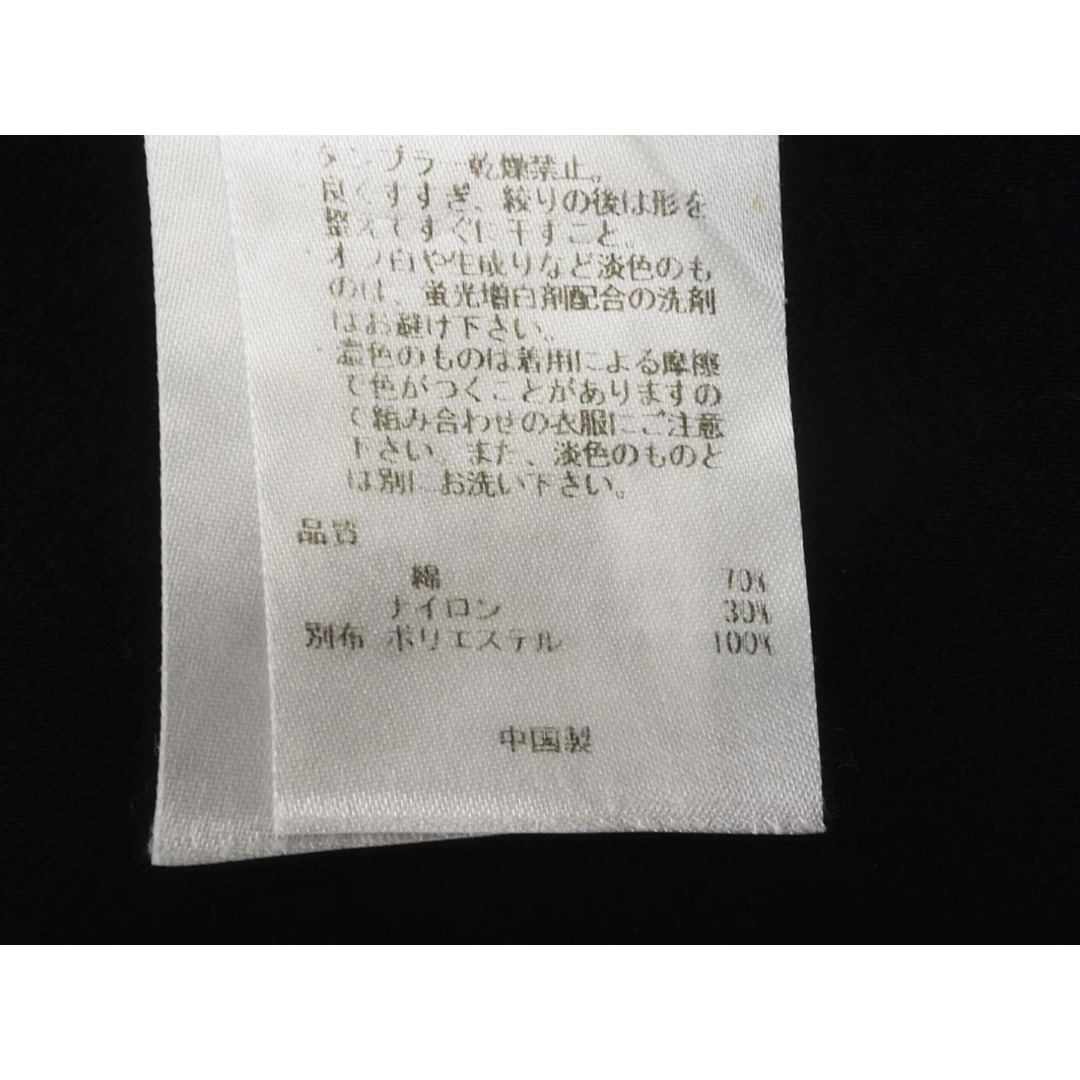 ・タンブラー乾燥禁止。
・良くすすぎ、絞りの後は形を
整えてすぐに干すこと。
・オフ白や生成りなど淡色のも
のは、蛍光増白剤配合の洗剤
はお避け下さい。
・濃色のものは着用による摩擦
で色がつくことがありますの
で組み合わせの衣服にご注意
下さい。また、淡色のものと
は別にお洗い下さい。
品質
綿 70%
ナイロン 30%
別布 ポリエステル 100%
中国製